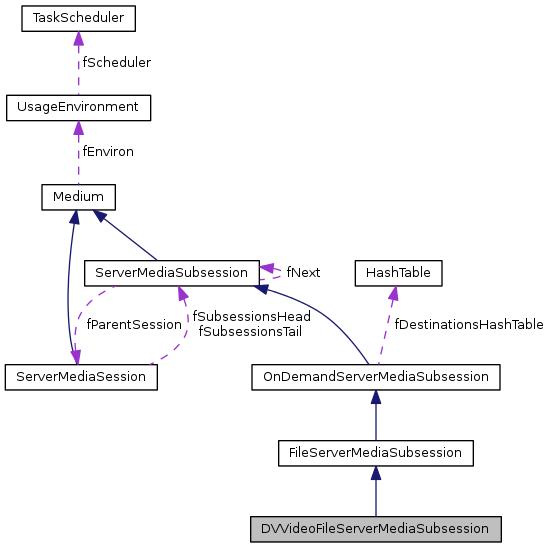 TaskScheduler
fScheduler
UsageEnvironment
fEnviron
Medium
ServerMediaSubsession
fNext
HashTable
fParentSession
fSubsessionsHead
fSubsessionsTail
fDestinationsHashTable
ServerMediaSession
OnDemandServerMediaSubsession
FileServerMediaSubsession
DVVideoFileServerMediaSubsession